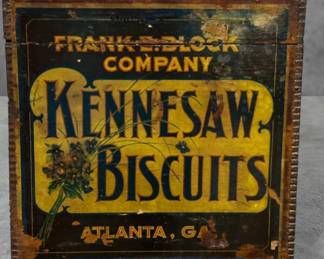 FRANK E. BLOCK
COMPANY
KENNESAW
BISCUITS
ATLANTA, GA.